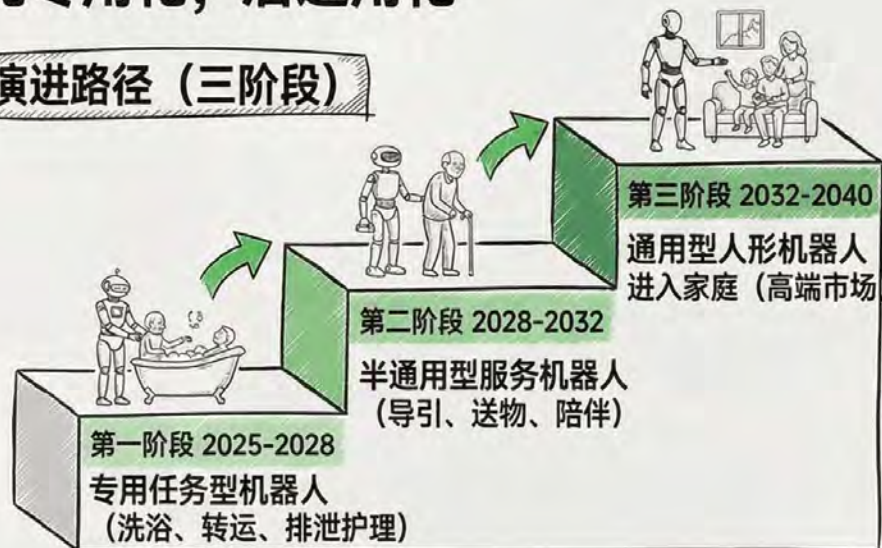 专用化，后通用化
演进路径（三阶段）
第三阶段 2032-2040
通用型人形机器人
进入家庭（高端市场
第二阶段 2028-2032
半通用型服务机器人
（导引、送物、陪伴）
第一阶段 2025-2028
专用任务型机器人
（洗浴、转运、排泄护理）